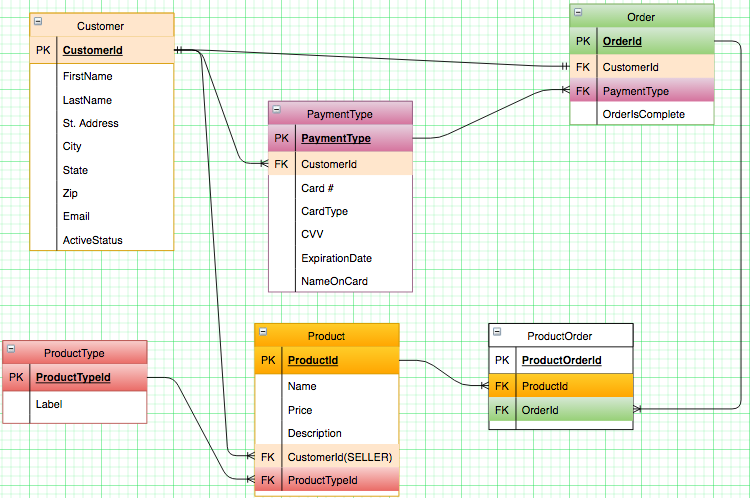 Customer
PK CustomerId
FirstName
LastName
St. Address
City
State
Zip
Email
ActiveStatus
PaymentType
PK PaymentType
FK CustomerId
Card #
CardType
CVV
ExpirationDate
NameOnCard
Order
PK OrderId
FK CustomerId
FK PaymentType
OrderIsComplete
ProductType
PK ProductTypeId
Label
Product
PK ProductId
Name
Price
Description
FK CustomerId(SELLER)
FK ProductTypeId
ProductOrder
PK ProductOrderId
FK ProductId
FK OrderId